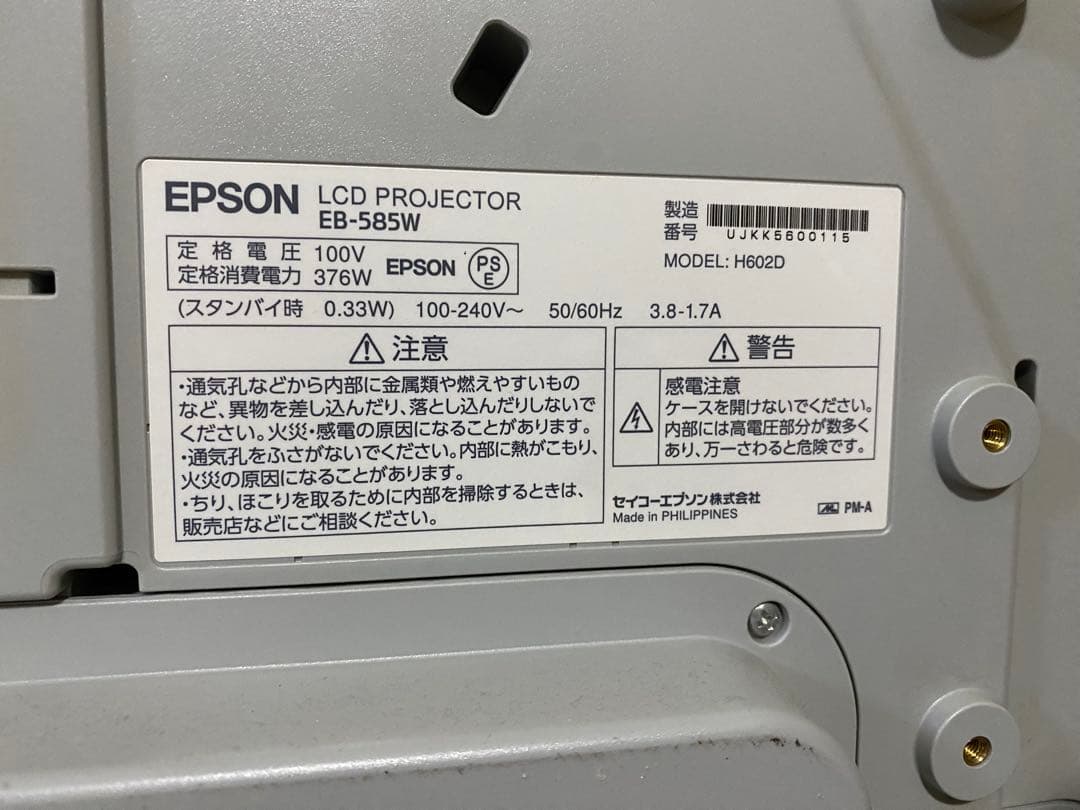 EPSON LCD PROJECTOR
EB-585W
定格電圧 100V
定格消費電力 376W EPSON PSE
(スタンバイ時 0.33W) 100-240V～ 50/60Hz 3.8-1.7A
製造
番号
UJKK5600115
MODEL: H602D
注意
・通気孔などから内部に金属類や燃えやすいもの
など、異物を差し込んだり、落とし込んだりしないで
ください。火災・感電の原因になることがあります。
・通気孔をふさがないでください。内部に熱がこもり、
火災の原因になることがあります。
・ちり、ほこりを取るために内部を掃除するときは、
販売店などにご相談ください。
警告
感電注意
ケースを開けないでください。
内部には高電圧部分が数多く
あり、万一さわると危険です。
セイコーエプソン株式会社
Made in PHILIPPINES
PM-A